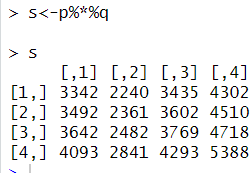 > s<-p%*%q
> s
     [,1] [,2] [,3] [,4]
[1,] 3342 2240 3435 4302
[2,] 3492 2361 3602 4510
[3,] 3642 2482 3769 4718
[4,] 4093 2841 4293 5388
>